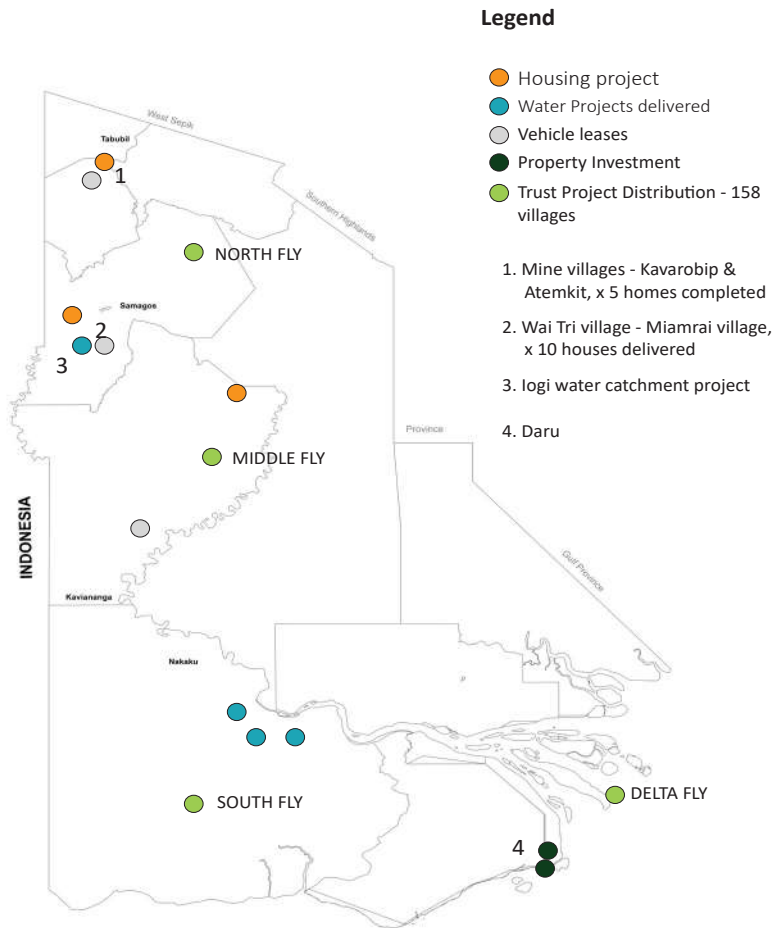 Legend
Housing project
Water Projects delivered
Vehicle leases
Property Investment
Trust Project Distribution - 158
villages
1. Mine villages - Kavarobip &
Atemkit, x 5 homes completed
2. Wai Tri village - Miamrai village,
x 10 houses delivered
3. Iogi water catchment project
4. Daru
West Sepik
Tabubil
1
Southern Highlands
NORTH FLY
Samagos
2
3
Province
MIDDLE FLY
INDONESIA
Gulf Province
Kaviananga
Nakaku
SOUTH FLY
DELTA FLY
4